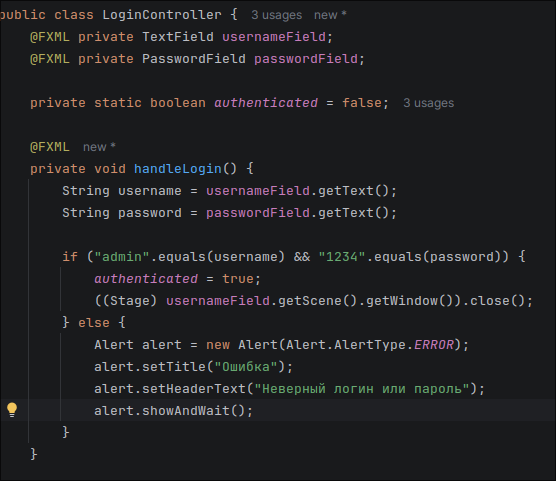 public class LoginController {  3 usages  new *
    @FXML private TextField usernameField;
    @FXML private PasswordField passwordField;

    private static boolean authenticated = false;  3 usages

    @FXML  new *
    private void handleLogin() {
        String username = usernameField.getText();
        String password = passwordField.getText();

        if ("admin".equals(username) && "1234".equals(password)) {
            authenticated = true;
            ((Stage) usernameField.getScene().getWindow()).close();
        } else {
            Alert alert = new Alert(Alert.AlertType.ERROR);
            alert.setTitle("Ошибка");
            alert.setHeaderText("Неверный логин или пароль");
            alert.showAndWait();
        }
    }